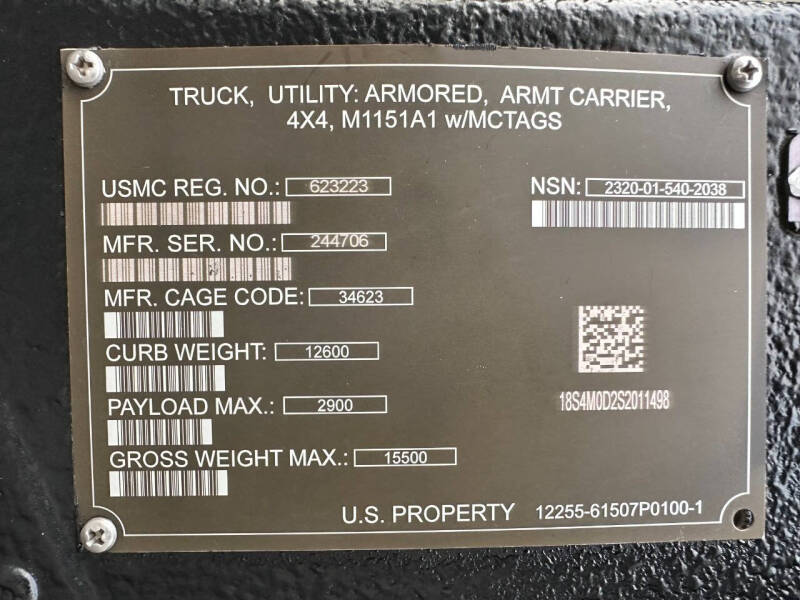 TRUCK, UTILITY: ARMORED, ARMT CARRIER,
4X4, M1151A1 w/MCTAGS
USMC REG. NO.: 623223
NSN: 2320-01-540-2038
MFR. SER. NO.: 244706
MFR. CAGE CODE: 34623
CURB WEIGHT: 12600
PAYLOAD MAX.: 2900
18S4M0D2S2011498
GROSS WEIGHT MAX.: 15500
U.S. PROPERTY 12255-61507P0100-1